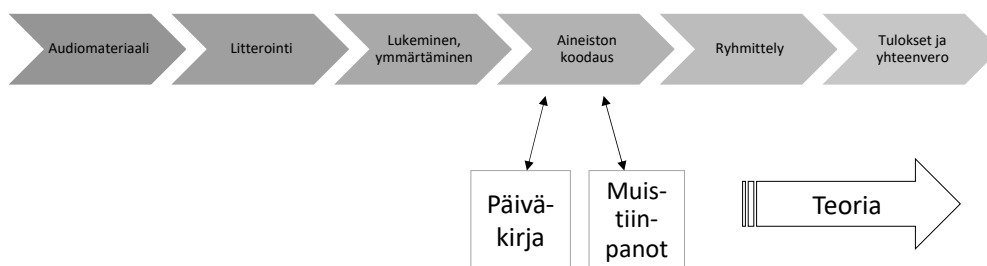 Audiomateriaali
Litterointi
Lukeminen,
ymmärtäminen
Aineiston
koodaus
Ryhmittely
Tulokset ja
yhteenvero
Päivä-
kirja
Muis-
tiin-
panot
Teoria